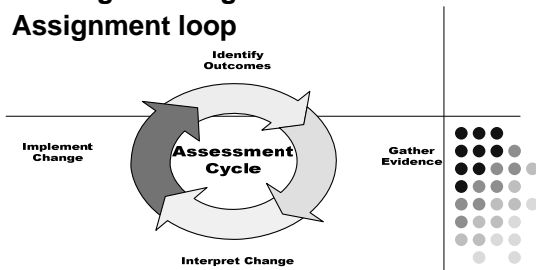 Assignment loop
Identify
Outcomes
Implement
Change
Assessment
Cycle
Gather
Evidence
Interpret Change